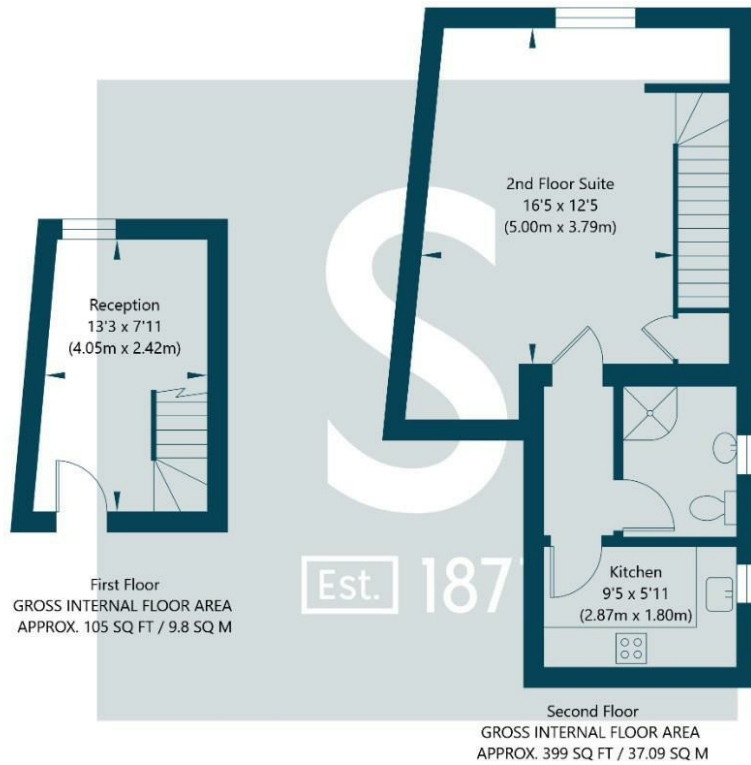 2nd Floor Suite
16'5 x 12'5
(5.00m x 3.79m)
Reception
13'3 x 7'11
(4.05m x 2.42m)
S
Est. 187
First Floor
GROSS INTERNAL FLOOR AREA
APPROX. 105 SQ FT / 9.8 SQ M
Kitchen
9'5 x 5'11
(2.87m x 1.80m)
Second Floor
GROSS INTERNAL FLOOR AREA
APPROX. 399 SQ FT / 37.09 SQ M